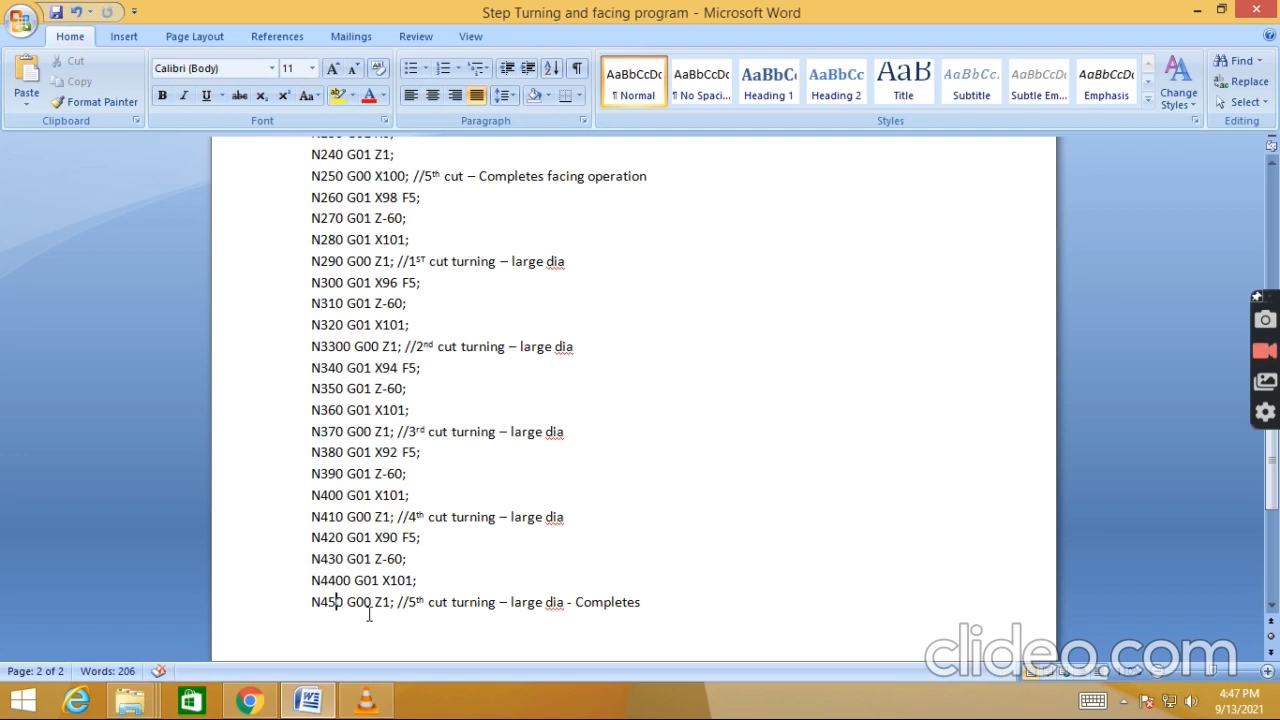 Step Turning and facing program - Microsoft Word
Home Insert Page Layout References Mailings Review View
Paste
Cut
Copy
Format Painter
Clipboard
Calibri (Body) 11
B I U abc x₂ x² Aa
Font
Paragraph
AaBbCcDc ¶ Normal
AaBbCcDc ¶ No Spaci...
AaBbC Heading 1
AaBbCc Heading 2
AaB Title
AaBbCc. Subtitle
AaBbCcDc Subtle Em...
AaBbCcDc Emphasis
Change Styles
Styles
Find
Replace
Select
Editing
N240 G01 Z1;
N250 G00 X100; //5th cut – Completes facing operation
N260 G01 X98 F5;
N270 G01 Z-60;
N280 G01 X101;
N290 G00 Z1; //1ST cut turning – large dia
N300 G01 X96 F5;
N310 G01 Z-60;
N320 G01 X101;
N3300 G00 Z1; //2nd cut turning – large dia
N340 G01 X94 F5;
N350 G01 Z-60;
N360 G01 X101;
N370 G00 Z1; //3rd cut turning – large dia
N380 G01 X92 F5;
N390 G01 Z-60;
N400 G01 X101;
N410 G00 Z1; //4th cut turning – large dia
N420 G01 X90 F5;
N430 G01 Z-60;
N4400 G01 X101;
N450 G00 Z1; //5th cut turning – large dia - Completes
clideo.com
Page: 2 of 2 Words: 206
4:47 PM
9/13/2021